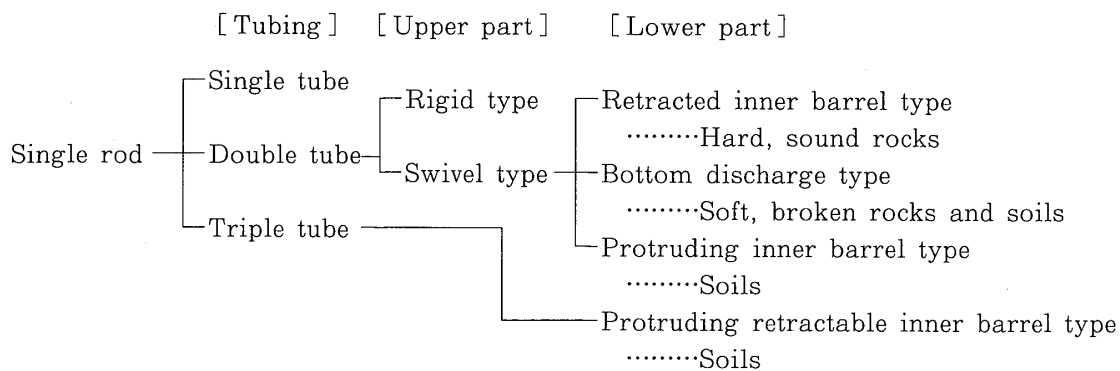 [Tubing] [Upper part] [Lower part]
Single tube
Rigid type
Retracted inner barrel type
·········Hard, sound rocks
Single rod
Double tube
Swivel type
Bottom discharge type
·········Soft, broken rocks and soils
Triple tube
Protruding inner barrel type
·········Soils
Protruding retractable inner barrel type
·········Soils